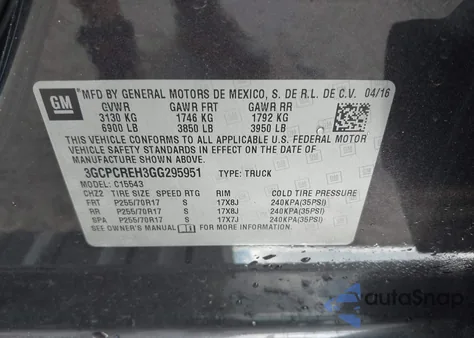 GM
MFD BY GENERAL MOTORS DE MEXICO, S. DE R.L. DE C.V. 04/16
GVWR GAWR FRT GAWR RR
3130 KG 1746 KG 1792 KG
6900 LB 3850 LB 3950 LB
THIS VEHICLE CONFORMS TO ALL APPLICABLE U.S. FEDERAL MOTOR
VEHICLE SAFETY STANDARDS IN EFFECT ON THE DATE OF
MANUFACTURE SHOWN ABOVE.
3GCPCREH3GG295951 TYPE: TRUCK
C15543
CHZ2 TIRE SIZE SPEED RTG RIM COLD TIRE PRESSURE
FRT P255/70R17 S 17X8J 240KPA(35PSI)
RR P255/70R17 S 17X8J 240KPA(35PSI)
SPA P255/70R17 S 17X7J 240KPA(35PSI)
SEE OWNER'S MANUAL
autoSnap